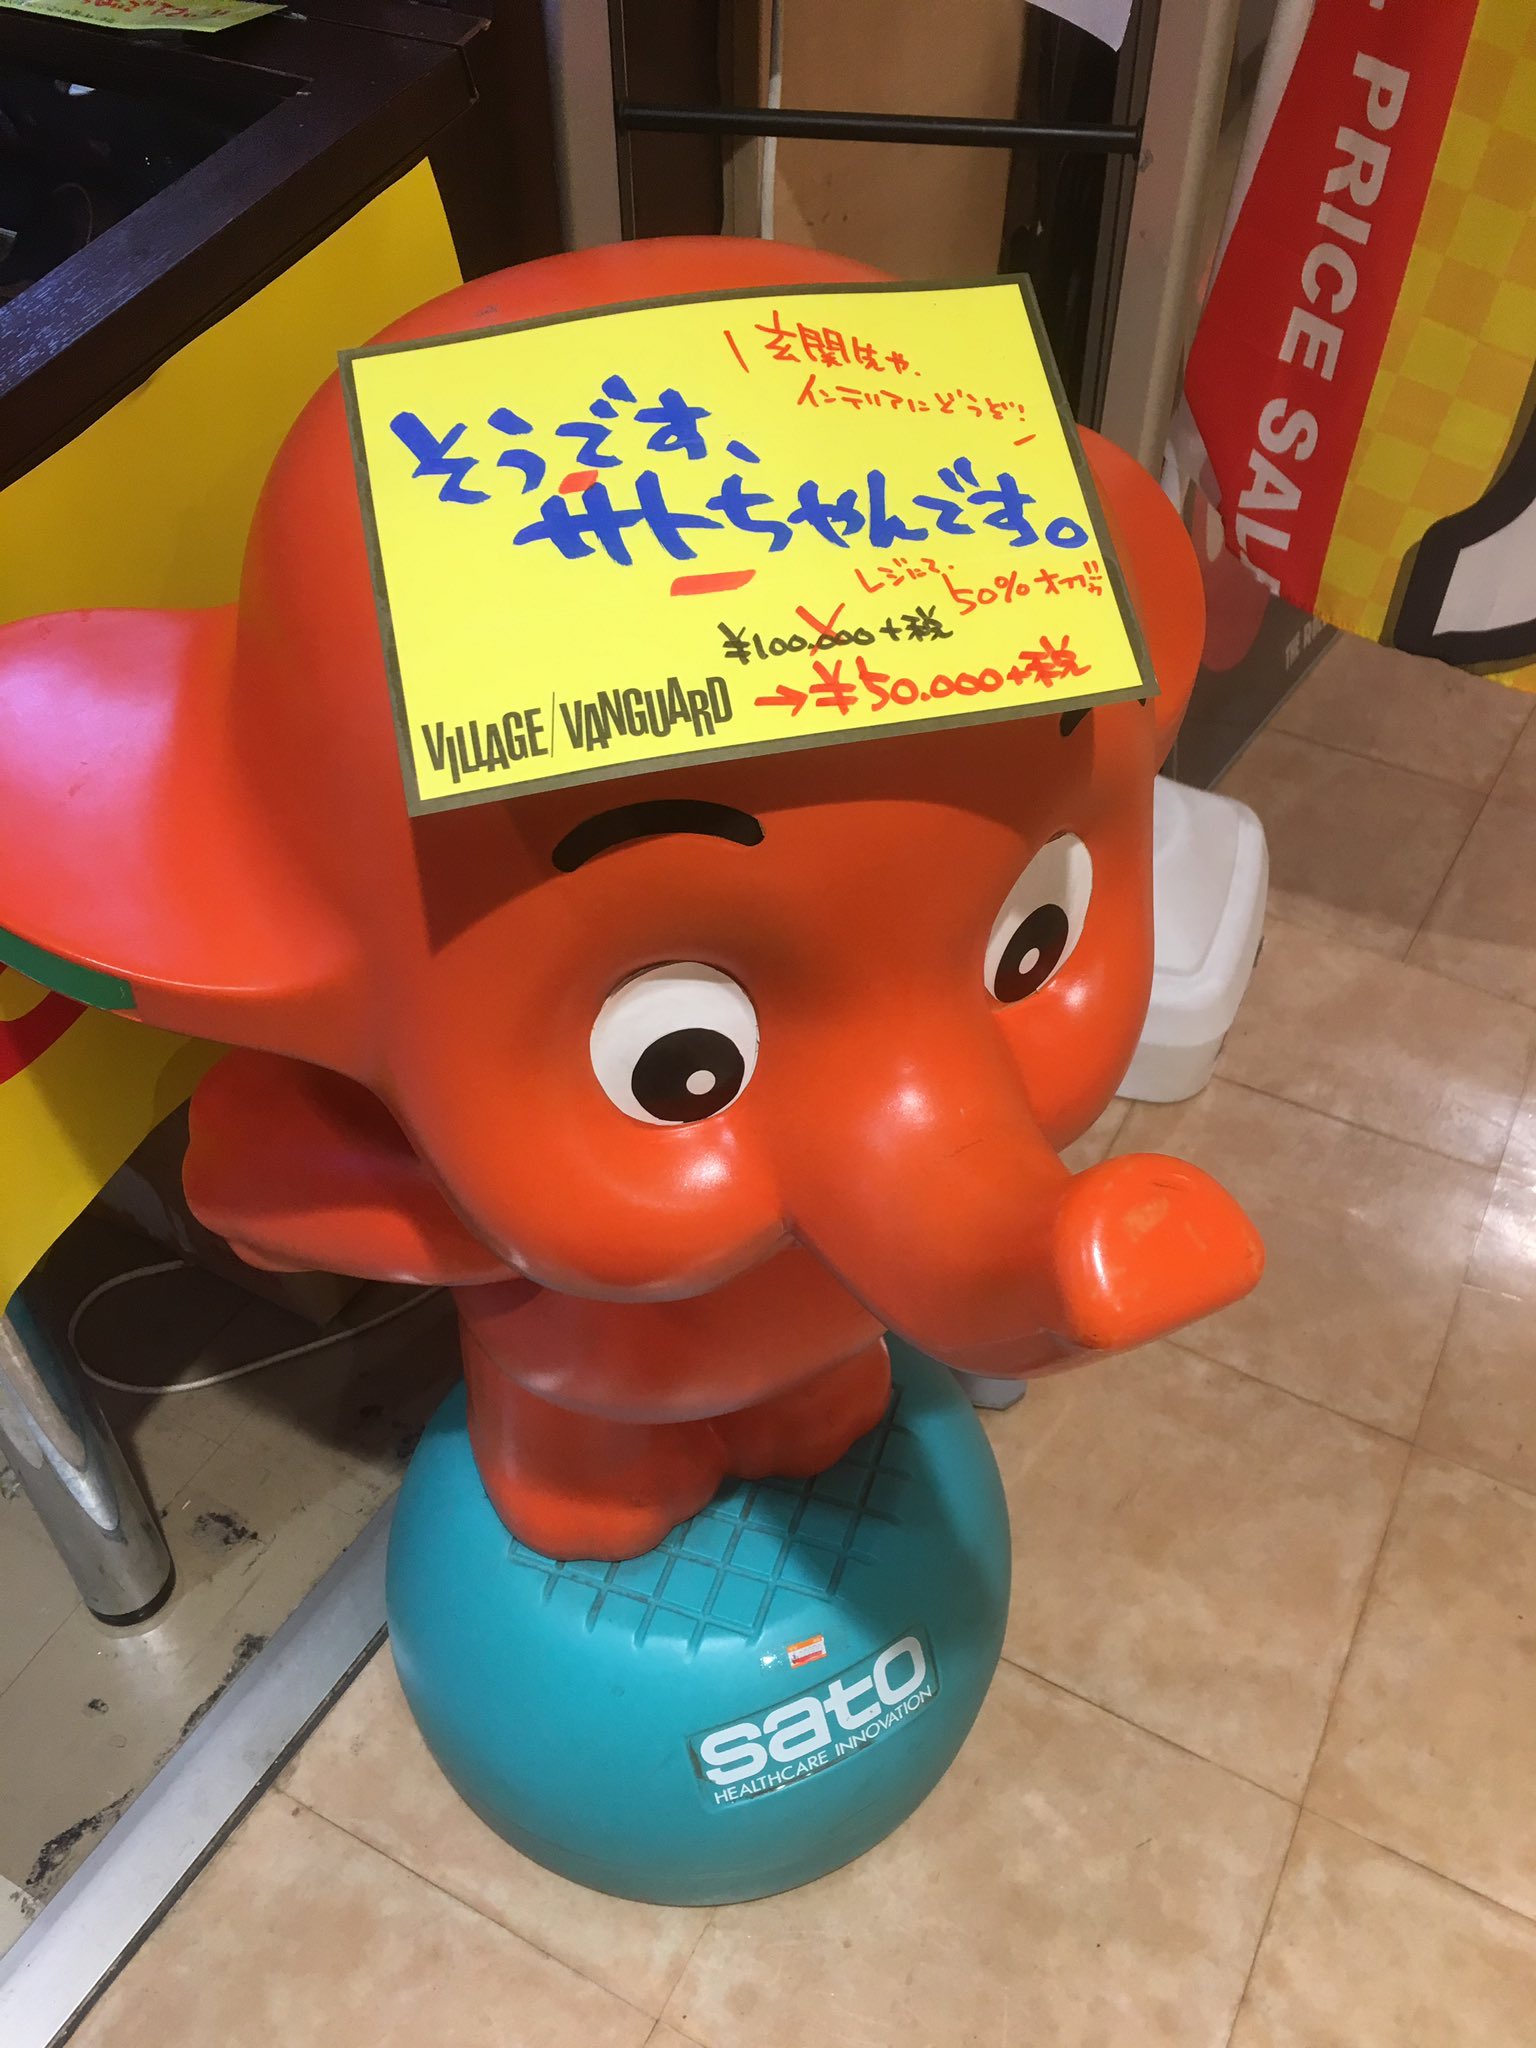 玄関先や、
インテリアにどうぞ!
そうです、
サトちゃんです。
レジにて、
50%オフ!!
¥100.000+税
→¥50.000+税
VILLAGE/VANGUARD
PRICE SAL
sato
HEALTHCARE INNOVATION